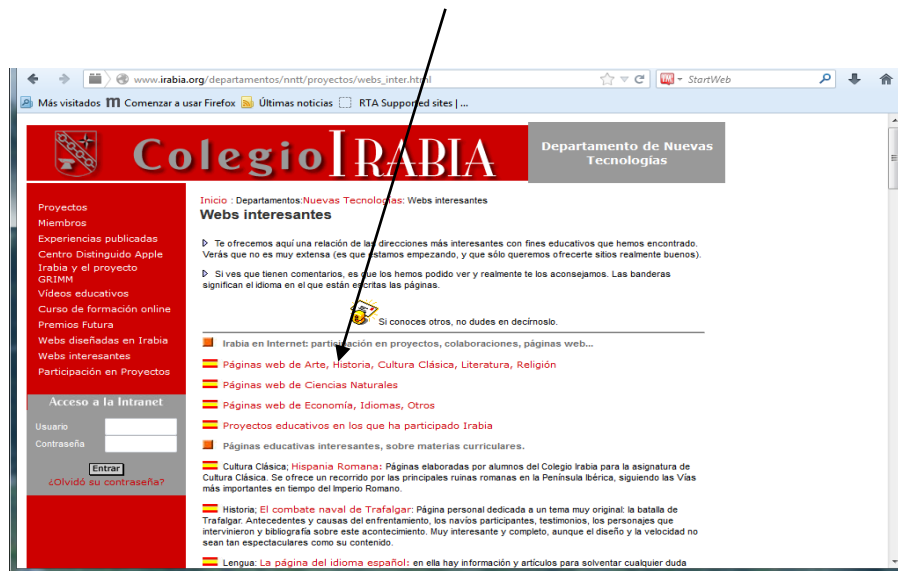 www.irabia.org/departamentos/nntt/proyectos/webs_inter.html
StartWeb
Más visitados
Comenzar a usar Firefox
Últimas noticias
RTA Supported sites | ...
Colegio IRABIA
Departamento de Nuevas
Tecnologías
Proyectos
Miembros
Experiencias publicadas
Centro Distinguido Apple
Irabia y el proyecto
GRIMM
Vídeos educativos
Curso de formación online
Premios Futura
Webs diseñadas en Irabia
Webs interesantes
Participación en Proyectos
Acceso a la Intranet
Usuario
Contraseña
Entrar
¿Olvidó su contraseña?
Inicio : Departamentos:Nuevas Tecnologías: Webs interesantes
Webs interesantes
Te ofrecemos aquí una relación de las direcciones más interesantes con fines educativos que hemos encontrado.
Verás que no es muy extensa (es que estamos empezando, y que sólo queremos ofrecerte sitios realmente buenos).
Si ves que tienen comentarios, es que los hemos podido ver y realmente te los aconsejamos. Las banderas
significan el idioma en el que están escritas las páginas.
Si conoces otros, no dudes en decírnoslo.
Irabia en Internet: participación en proyectos, colaboraciones, páginas web...
Páginas web de Arte, Historia, Cultura Clásica, Literatura, Religión
Páginas web de Ciencias Naturales
Páginas web de Economía, Idiomas, Otros
Proyectos educativos en los que ha participado Irabia
Páginas educativas interesantes, sobre materias curriculares.
Cultura Clásica; Hispania Romana: Páginas elaboradas por alumnos del Colegio Irabia para la asignatura de
Cultura Clásica. Se ofrece un recorrido por las principales ruinas romanas en la Península Ibérica, siguiendo las Vías
más importantes en tiempo del Imperio Romano.
Historia; El combate naval de Trafalgar: Página personal dedicada a un tema muy original: la batalla de
Trafalgar. Antecedentes y causas del enfrentamiento, los navíos participantes, testimonios, los personajes que
intervinieron y bibliografía sobre este acontecimiento. Muy interesante y completo, aunque el diseño y la velocidad no
sean tan espectaculares como su contenido.
Lengua: La página del idioma español: en ella hay información y artículos para solventar cualquier duda